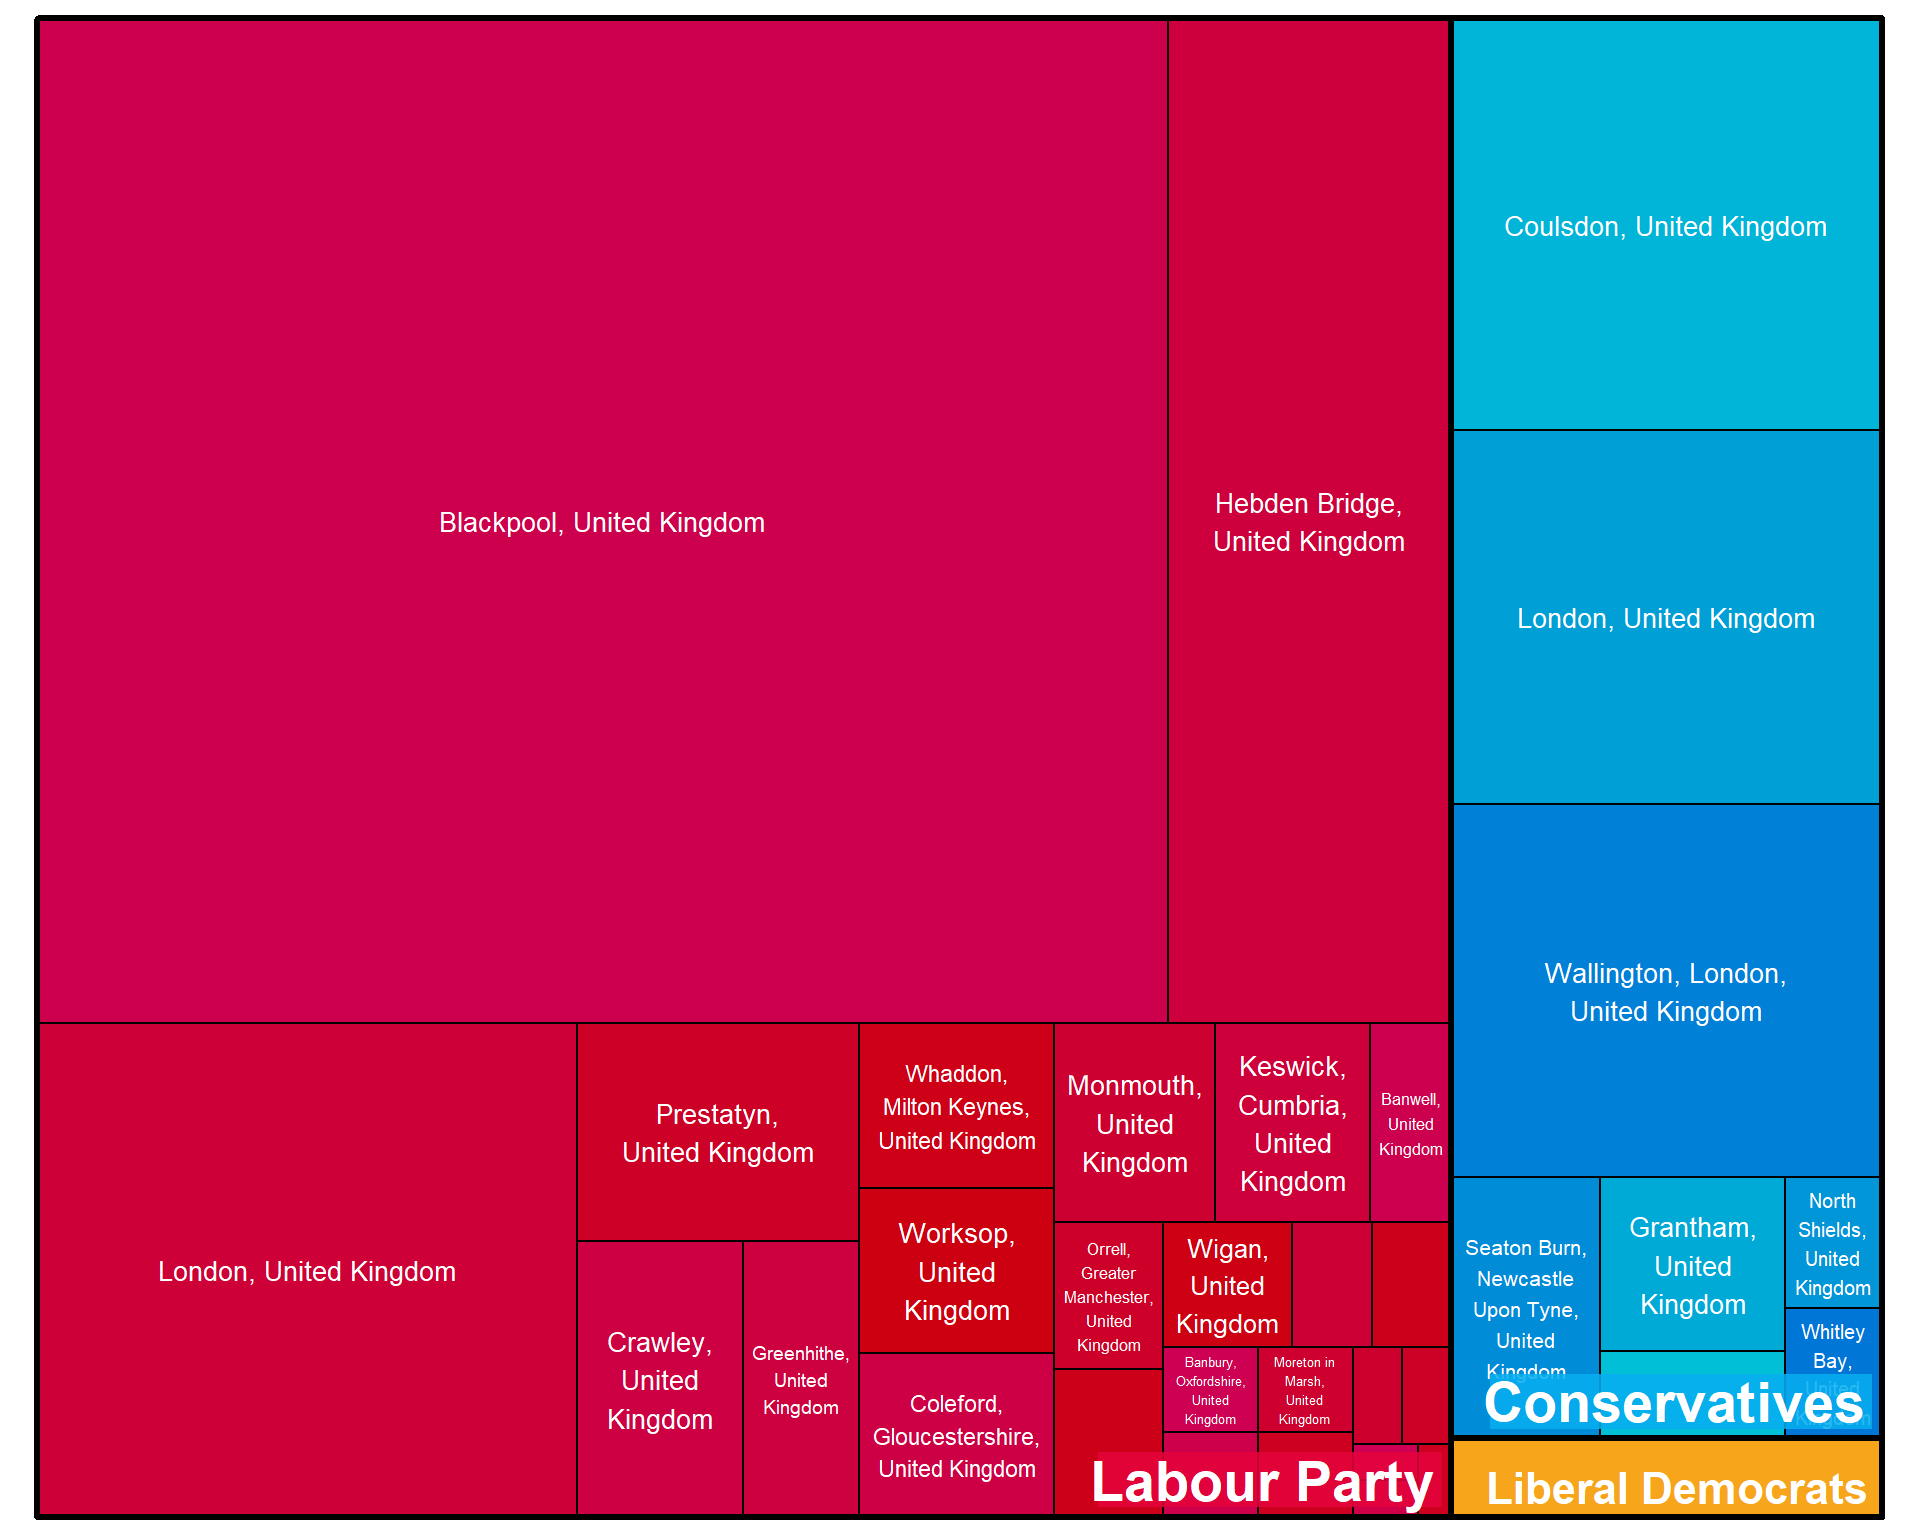 Blackpool, United Kingdom
Hebden Bridge,
United Kingdom
Coulsdon, United Kingdom
London, United Kingdom
Wallington, London,
United Kingdom
London, United Kingdom
Prestatyn,
United Kingdom
Crawley,
United
Kingdom
Greenhithe,
United
Kingdom
Whaddon,
Milton Keynes,
United Kingdom
Worksop,
United
Kingdom
Coleford,
Gloucestershire,
United Kingdom
Monmouth,
United
Kingdom
Keswick,
Cumbria,
United
Kingdom
Banwell,
United
Kingdom
Orrell,
Greater
Manchester,
United
Kingdom
Wigan,
United
Kingdom
Banbury,
Oxfordshire,
United
Kingdom
Moreton in
Marsh,
United
Kingdom
Labour Party
Seaton Burn,
Newcastle
Upon Tyne,
United
Kingdom
Grantham,
United
Kingdom
North
Shields,
United
Kingdom
Whitley
Bay,
United
Kingdom
Conservatives
Liberal Democrats